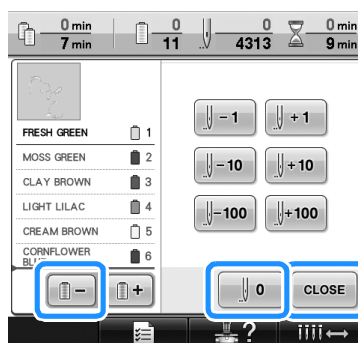 0 min 0 0 0 min
7 min 11 4313 9 min
FRESH GREEN 1
MOSS GREEN 2
CLAY BROWN 3
LIGHT LILAC 4
CREAM BROWN 5
CORNFLOWER
BLUE 6
-1 +1
-10 +10
-100 +100
- + 0 CLOSE
?